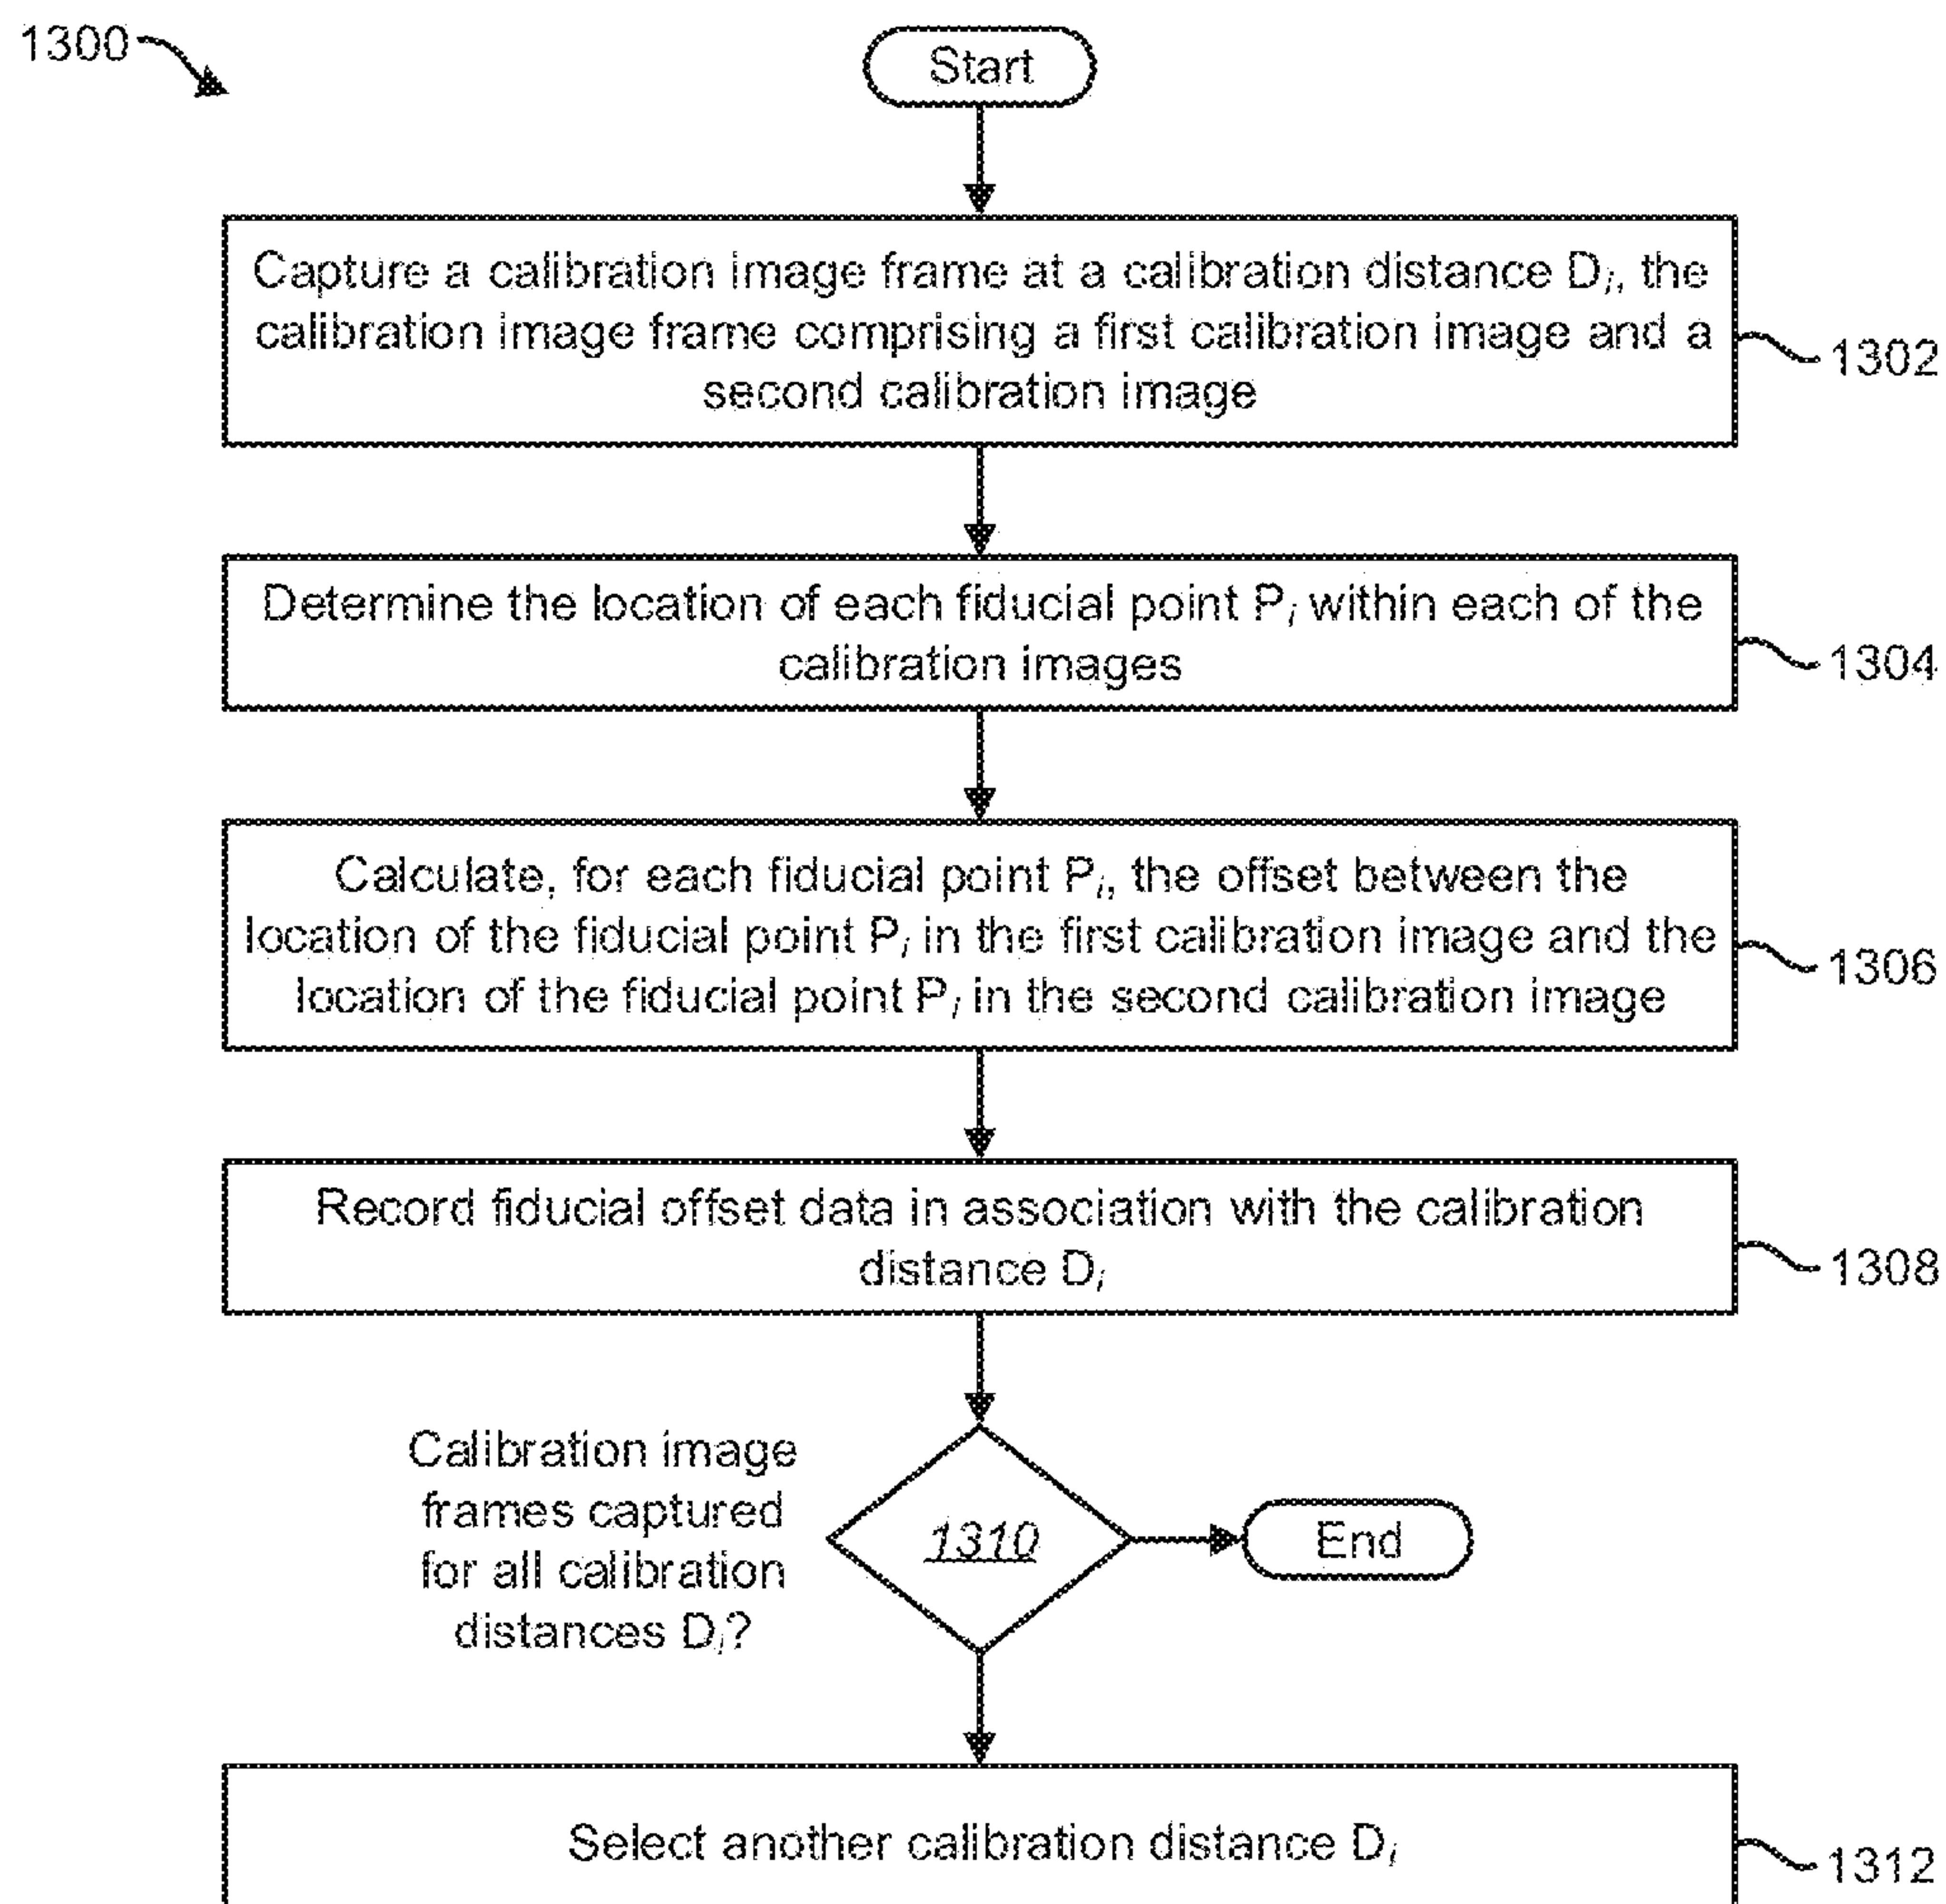 1300
Start
Capture a calibration image frame at a calibration distance Di, the
calibration image frame comprising a first calibration image and a
second calibration image
1302
Determine the location of each fiducial point Pi within each of the
calibration images
1304
Calculate, for each fiducial point Pi, the offset between the
location of the fiducial point Pi in the first calibration image and the
location of the fiducial point Pi in the second calibration image
1306
Record fiducial offset data in association with the calibration
distance Di
1308
Calibration image
frames captured
for all calibration
distances Di?
1310
End
Select another calibration distance Di
1312